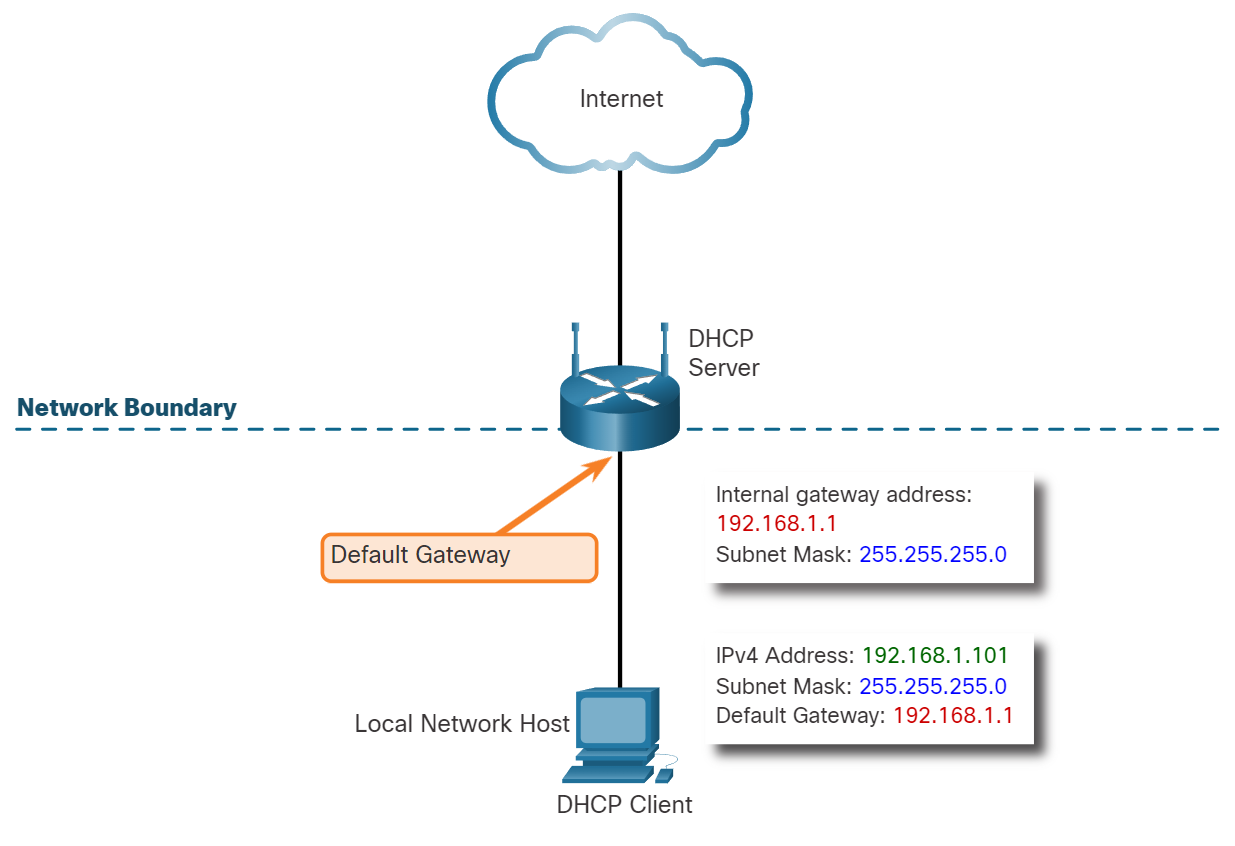 Internet
DHCP
Server
Network Boundary
Internal gateway address:
192.168.1.1
Subnet Mask: 255.255.255.0
Default Gateway
IPv4 Address: 192.168.1.101
Subnet Mask: 255.255.255.0
Default Gateway: 192.168.1.1
Local Network Host
DHCP Client